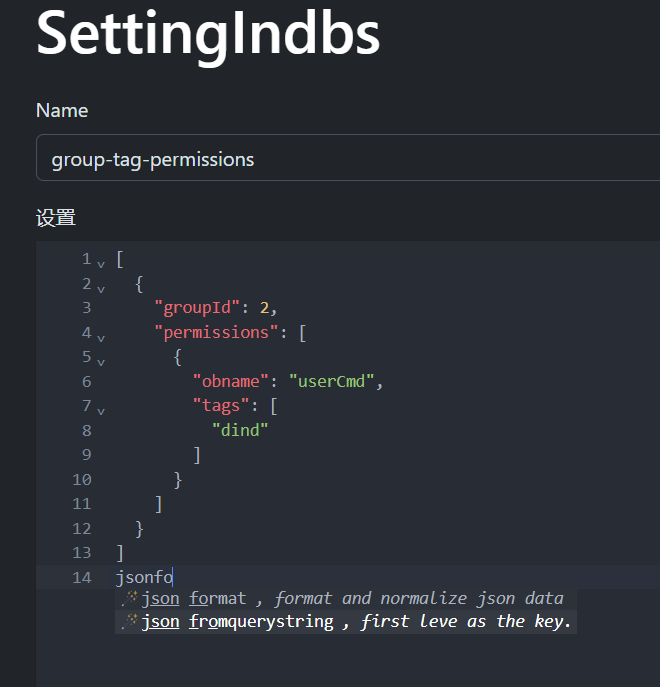 SettingIndbs
Name
group-tag-permissions
设置
1 [
2 {
3 "groupId": 2,
4 "permissions": [
5 {
6 "obname": "userCmd",
7 "tags": [
8 "dind"
9 ]
10 }
11 ]
12 }
13 ]
14 jsonfo
json format , format and normalize json data
json fromquerystring , first leve as the key.